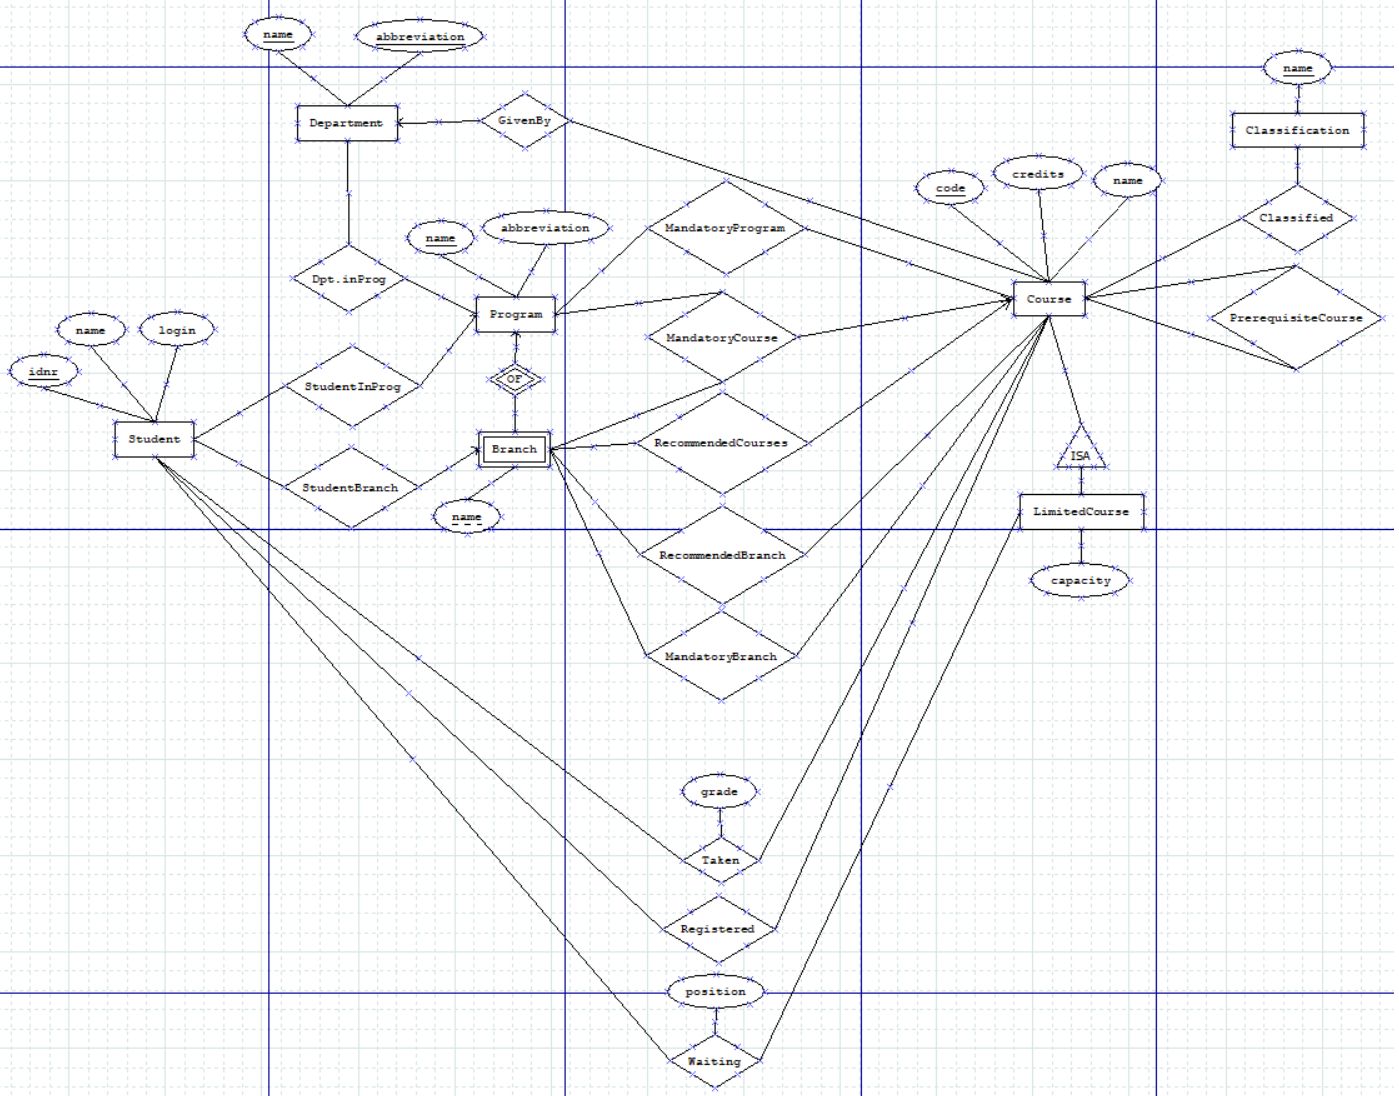 name
abbreviation
name
Department
GivenBy
Classification
code
credits
name
name
abbreviation
MandatoryProgram
Classified
Dpt.inProg
Program
Course
PrerequisiteCourse
name
login
MandatoryCourse
idnr
StudentInProg
OF
Student
Branch
RecommendedCourses
ISA
StudentBranch
name
LimitedCourse
RecommendedBranch
capacity
MandatoryBranch
grade
Taken
Registered
position
Waiting